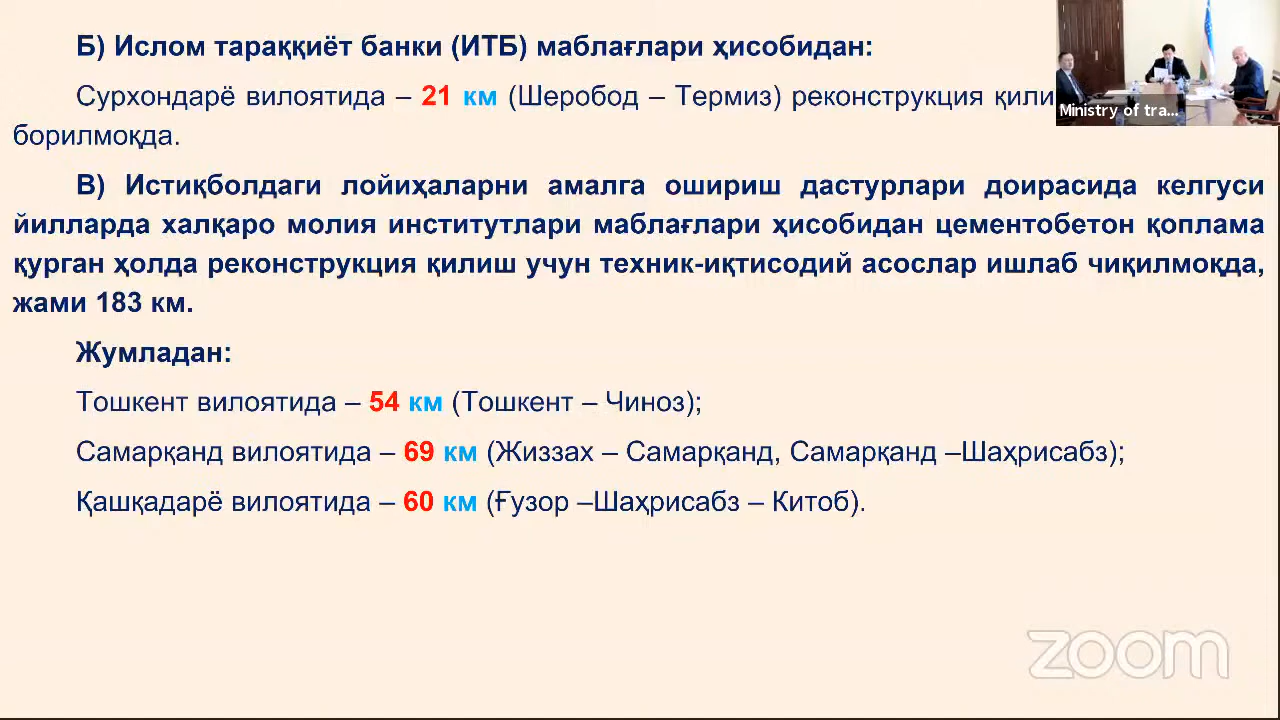 Б) Ислом тараққиёт банки (ИТБ) маблағлари ҳисобидан:
Сурхондарё вилоятида – 21 км (Шеробод – Термиз) реконструкция қили
борилмоқда.
В) Истиқболдаги лойиҳаларни амалга ошириш дастурлари доирасида келгуси
йилларда халқаро молия институтлари маблағлари ҳисобидан цементобетон қоплама
қурган ҳолда реконструкция қилиш учун техник-иқтисодий асослар ишлаб чиқилмоқда,
жами 183 км.
Жумладан:
Тошкент вилоятида – 54 км (Тошкент – Чиноз);
Самарқанд вилоятида – 69 км (Жиззах – Самарқанд, Самарқанд –Шаҳрисабз);
Қашқадарё вилоятида – 60 км (Ғузор –Шаҳрисабз – Китоб).
Ministry of tra...
zoom